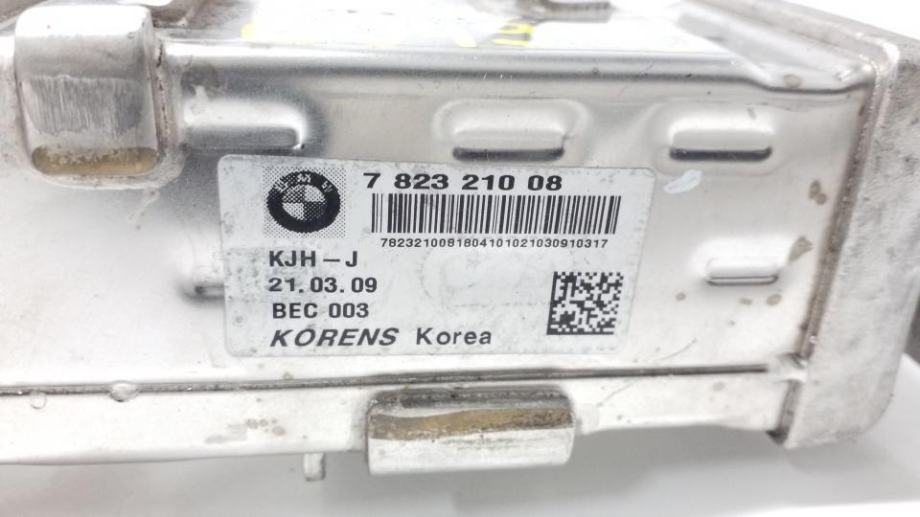 7 823 210 08
BMW
7823210081804101021030910317
KJH-J
21.03.09
BEC 003
KORENS Korea